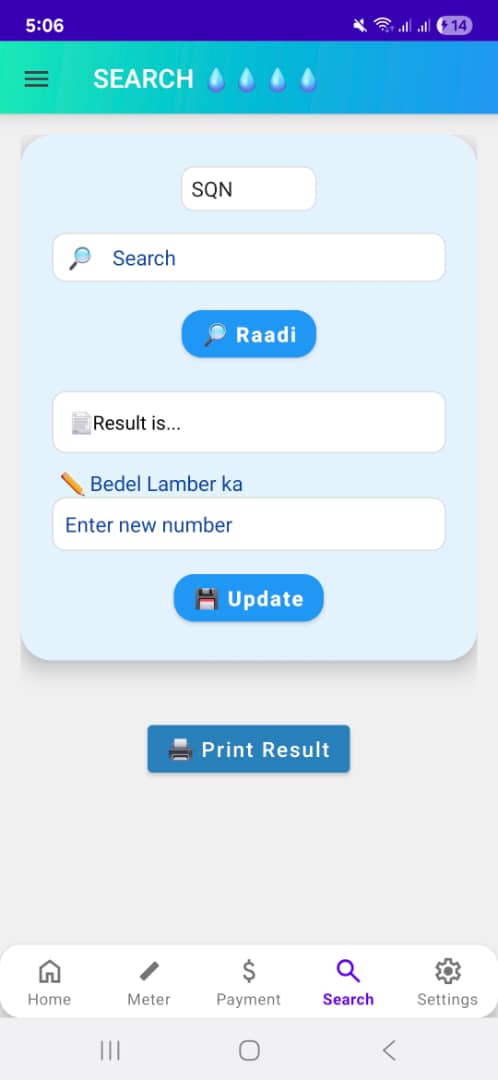 5:06
14
SEARCH
SQN
Search
Raadi
Result is...
Bedel Lamber ka
Enter new number
Update
Print Result
Home
Meter
Payment
Search
Settings